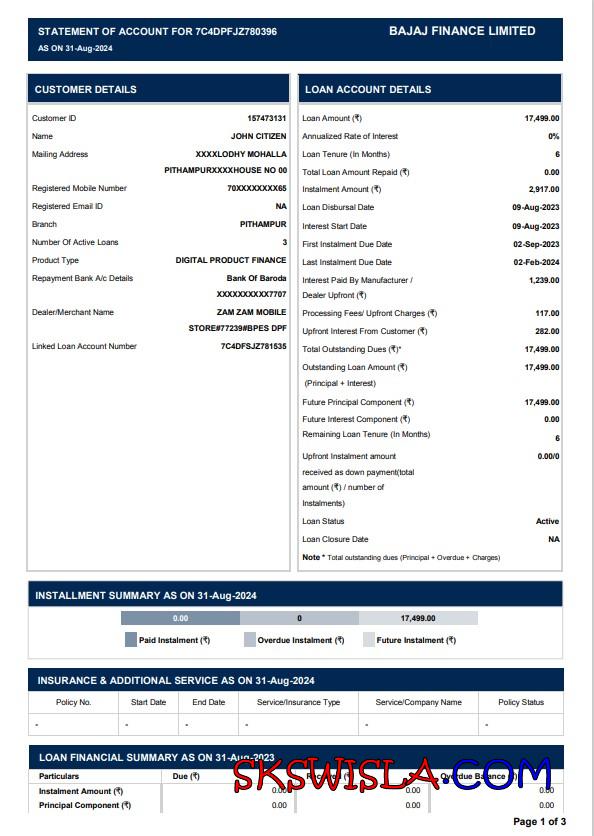 STATEMENT OF ACCOUNT FOR 7C4DPFJZ780396
BAJAJ FINANCE LIMITED
AS ON 31-Aug-2024
CUSTOMER DETAILS
Customer ID 157473131
Name JOHN CITIZEN
Mailing Address XXXXLODHY MOHALLA
PITHAMPURXXXXHOUSE NO 00
Registered Mobile Number 70XXXXXXXX65
Registered Email ID NA
Branch PITHAMPUR
Number Of Active Loans 3
Product Type DIGITAL PRODUCT FINANCE
Repayment Bank A/c Details Bank Of Baroda
XXXXXXXXXX7707
Dealer/Merchant Name ZAM ZAM MOBILE
STORE#77239#BPES DPF
Linked Loan Account Number 7C4DFSJZ781535
LOAN ACCOUNT DETAILS
Loan Amount (₹) 17,499.00
Annualized Rate of Interest 0%
Loan Tenure (In Months) 6
Total Loan Amount Repaid (₹) 0.00
Instalment Amount (₹) 2,917.00
Loan Disbursal Date 09-Aug-2023
Interest Start Date 09-Aug-2023
First Instalment Due Date 02-Sep-2023
Last Instalment Due Date 02-Feb-2024
Interest Paid By Manufacturer / 1,239.00
Dealer Upfront (₹)
Processing Fees/ Upfront Charges (₹) 117.00
Upfront Interest From Customer (₹) 282.00
Total Outstanding Dues (₹)* 17,499.00
Outstanding Loan Amount (₹) 17,499.00
(Principal + Interest)
Future Principal Component (₹) 17,499.00
Future Interest Component (₹) 0.00
Remaining Loan Tenure (In Months) 6
Upfront Instalment amount 0.00/0
received as down payment(total
amount (₹) / number of
Instalments)
Loan Status Active
Loan Closure Date NA
Note * Total outstanding dues (Principal + Overdue + Charges)
INSTALLMENT SUMMARY AS ON 31-Aug-2024
0.00 0 17,499.00
Paid Instalment (₹) Overdue Instalment (₹) Future Instalment (₹)
INSURANCE & ADDITIONAL SERVICE AS ON 31-Aug-2024
Policy No. Start Date End Date Service/Insurance Type Service/Company Name Policy Status
- - - - - -
LOAN FINANCIAL SUMMARY AS ON 31-Aug-2023
SKSWISLA.COM
Particulars Due (₹) Overdue Balance (₹)
Instalment Amount (₹) 0.00 0.00 0.00
Principal Component (₹) 0.00 0.00 0.00
Page 1 of 3